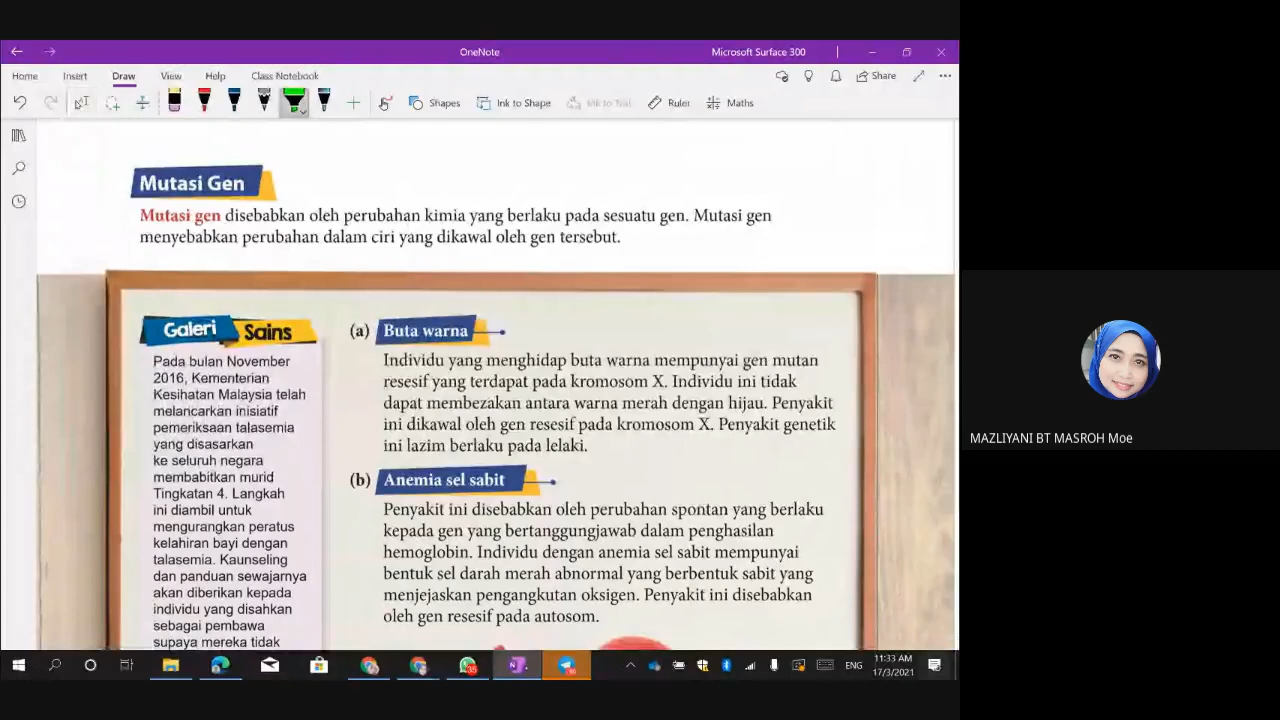 OneNote
Microsoft Surface 300
Home
Insert
Draw
View
Help
Class Notebook
Share
Shapes
Ink to Shape
Ink to Text
Ruler
Maths
Mutasi Gen
Mutasi gen disebabkan oleh perubahan kimia yang berlaku pada sesuatu gen. Mutasi gen
menyebabkan perubahan dalam ciri yang dikawal oleh gen tersebut.
Galeri Sains
Pada bulan November
2016, Kementerian
Kesihatan Malaysia telah
melancarkan inisiatif
pemeriksaan talasemia
yang disasarkan
ke seluruh negara
membabitkan murid
Tingkatan 4. Langkah
ini diambil untuk
mengurangkan peratus
kelahiran bayi dengan
talasemia. Kaunseling
dan panduan sewajarnya
akan diberikan kepada
individu yang disahkan
sebagai pembawa
supaya mereka tidak
(a) Buta warna
Individu yang menghidap buta warna mempunyai gen mutan
resesif yang terdapat pada kromosom X. Individu ini tidak
dapat membezakan antara warna merah dengan hijau. Penyakit
ini dikawal oleh gen resesif pada kromosom X. Penyakit genetik
ini lazim berlaku pada lelaki.
(b) Anemia sel sabit
Penyakit ini disebabkan oleh perubahan spontan yang berlaku
kepada gen yang bertanggungjawab dalam penghasilan
hemoglobin. Individu dengan anemia sel sabit mempunyai
bentuk sel darah merah abnormal yang berbentuk sabit yang
menjejaskan pengangkutan oksigen. Penyakit ini disebabkan
oleh gen resesif pada autosom.
MAZLIYANI BT MASROH Moe
35
ENG
11:33 AM
17/3/2021